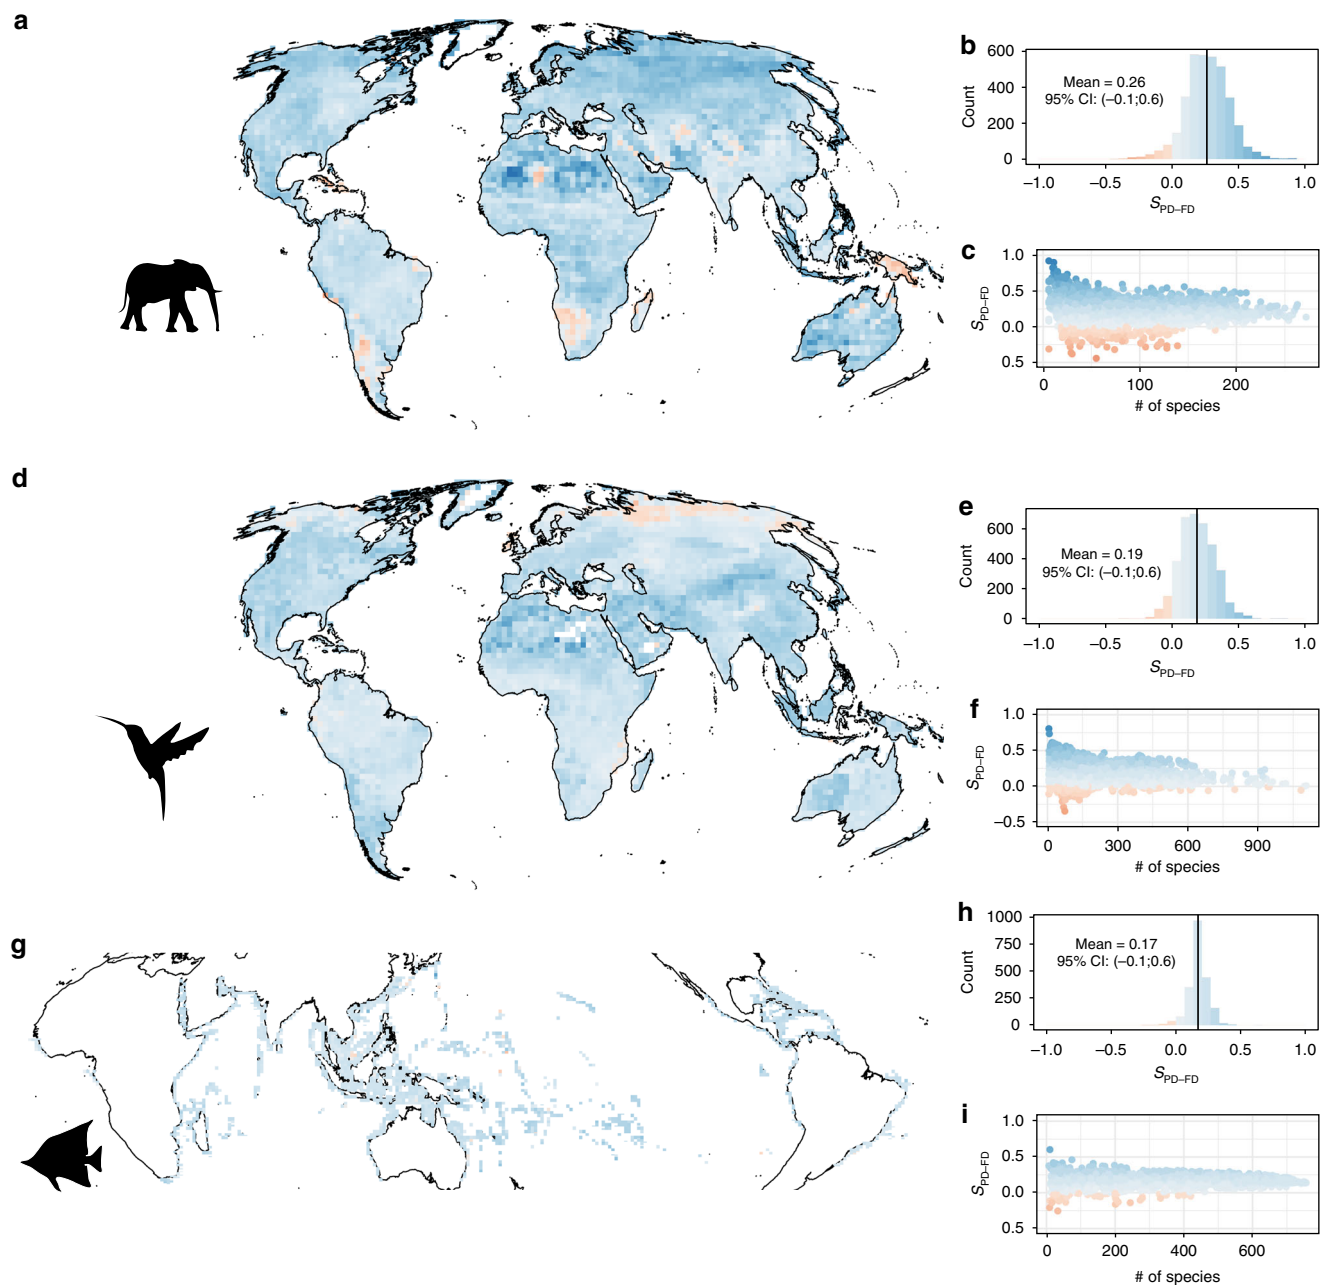 a
b
600
400
200
0
Count
Mean = 0.26
95% CI: (–0.1;0.6)
–1.0 –0.5 0.0 0.5 1.0
SPD–FD
c
1.0
0.5
0.0
0.5
SPD–FD
0 100 200
# of species
d
e
600
400
200
0
Count
Mean = 0.19
95% CI: (–0.1;0.6)
–1.0 –0.5 0.0 0.5 1.0
SPD–FD
f
1.0
0.5
0.0
–0.5
SPD–FD
0 300 600 900
# of species
g
h
1000
750
500
250
0
Count
Mean = 0.17
95% CI: (–0.1;0.6)
–1.0 –0.5 0.0 0.5 1.0
SPD–FD
i
1.0
0.5
0.0
0.5
SPD–FD
0 200 400 600
# of species